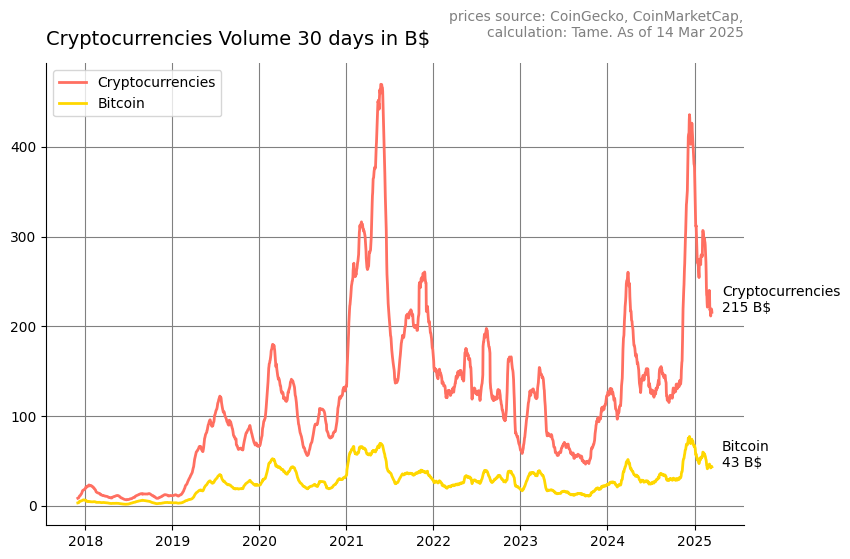 prices source: CoinGecko, CoinMarketCap,
calculation: Tame. As of 14 Mar 2025
Cryptocurrencies Volume 30 days in B$
Cryptocurrencies
Bitcoin
400
300
200
100
0
Cryptocurrencies
215 B$
Bitcoin
43 B$
2018 2019 2020 2021 2022 2023 2024 2025